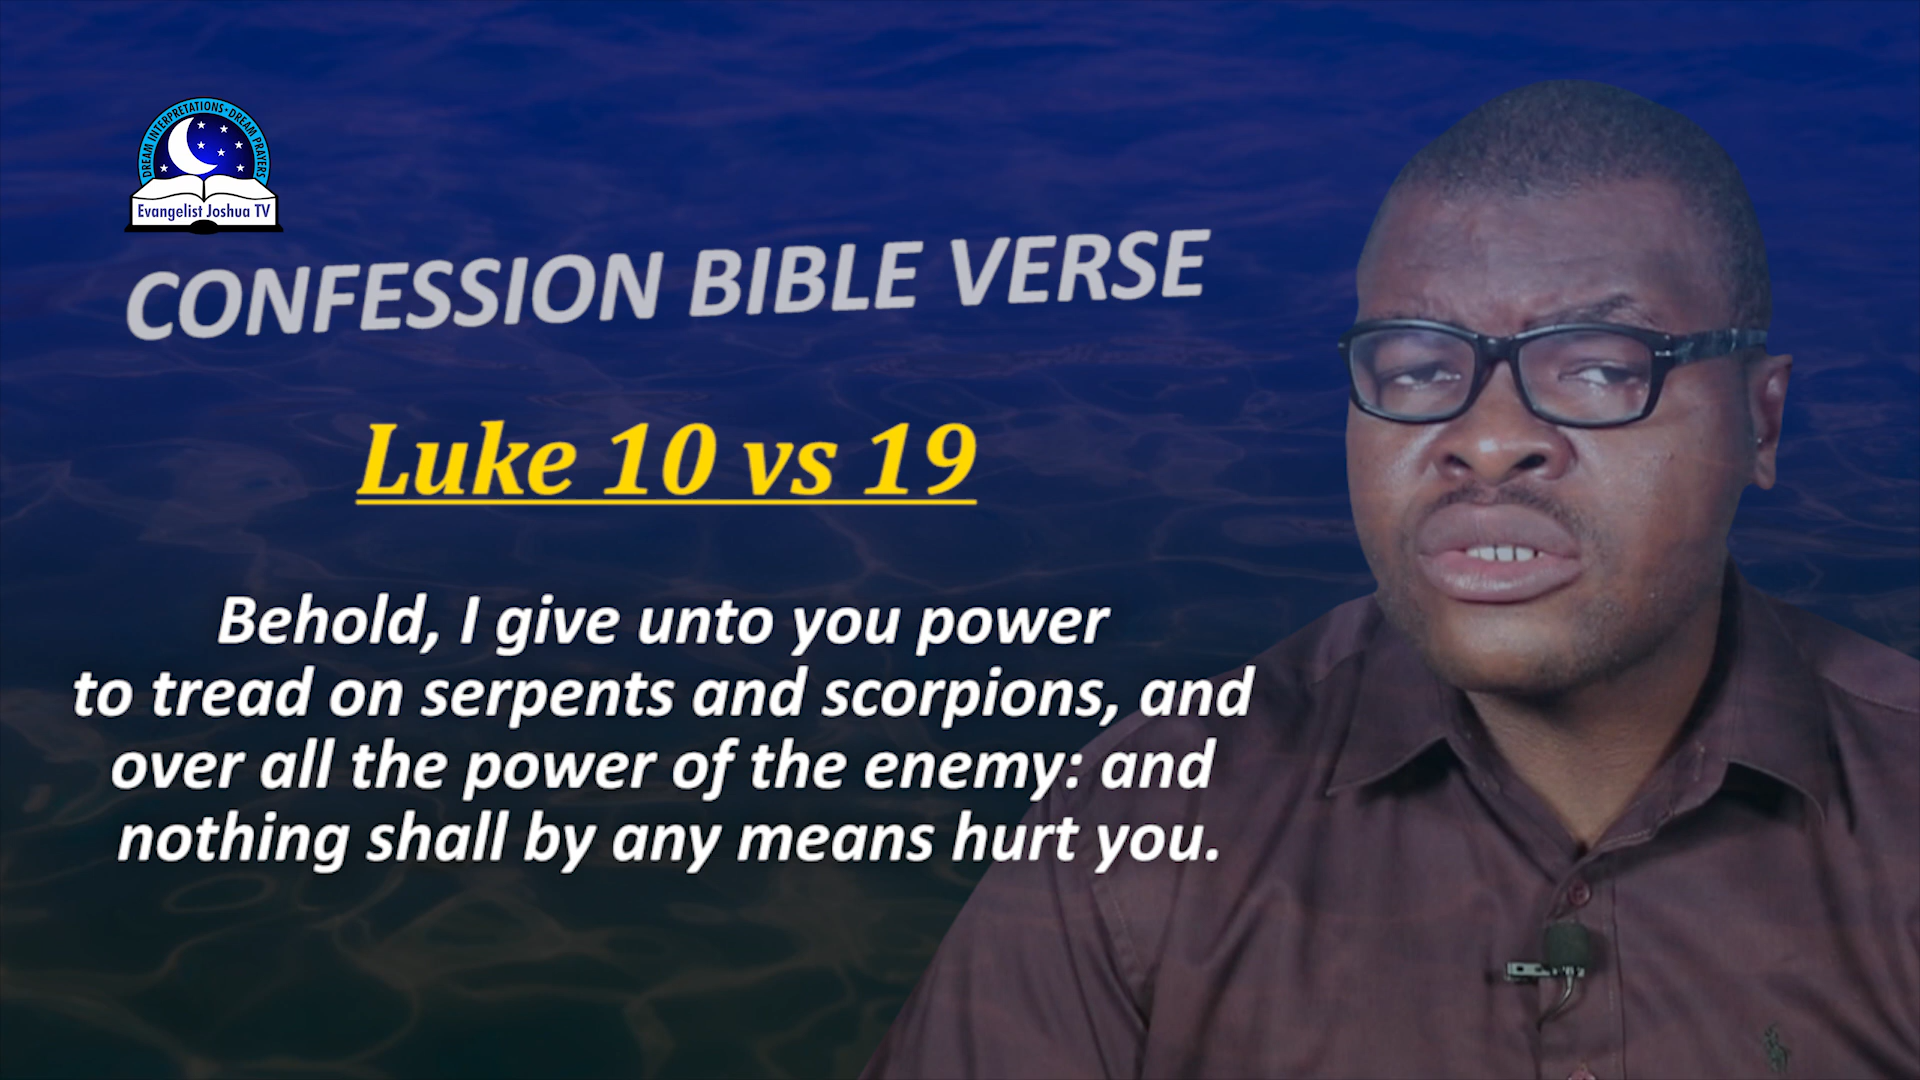 DREAM INTERPRETATIONS · DREAM PRAYERS
Evangelist Joshua TV
CONFESSION BIBLE VERSE
Luke 10 vs 19
Behold, I give unto you power
to tread on serpents and scorpions, and
over all the power of the enemy: and
nothing shall by any means hurt you.